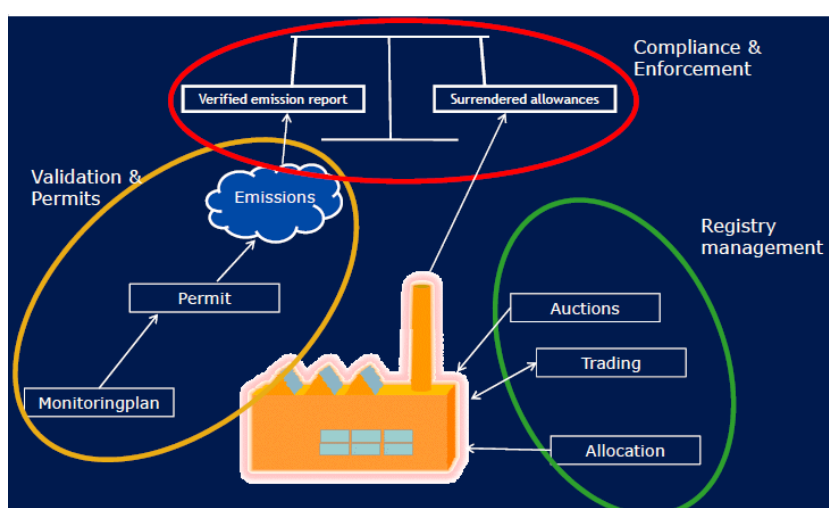 Compliance &
Enforcement
Verified emission report
Surrendered allowances
Validation &
Permits
Emissions
Registry
management
Permit
Auctions
Trading
Monitoringplan
Allocation